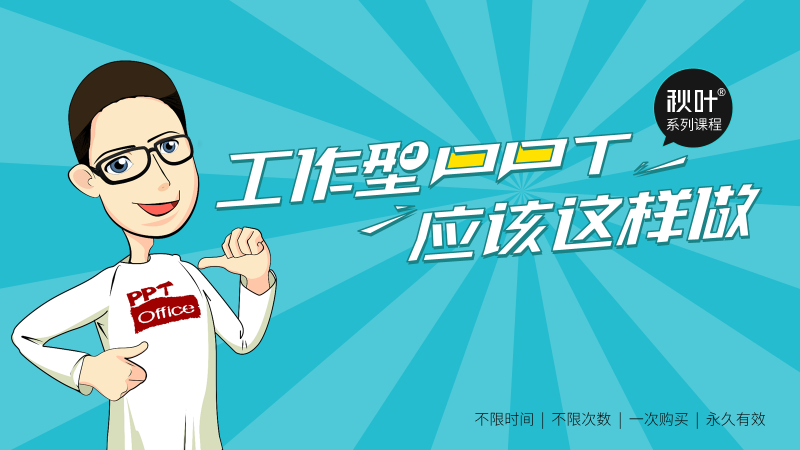 秋叶®
系列课程
工作型PPT
应该这样做
PPT
Office
不限时间 | 不限次数 | 一次购买 | 永久有效